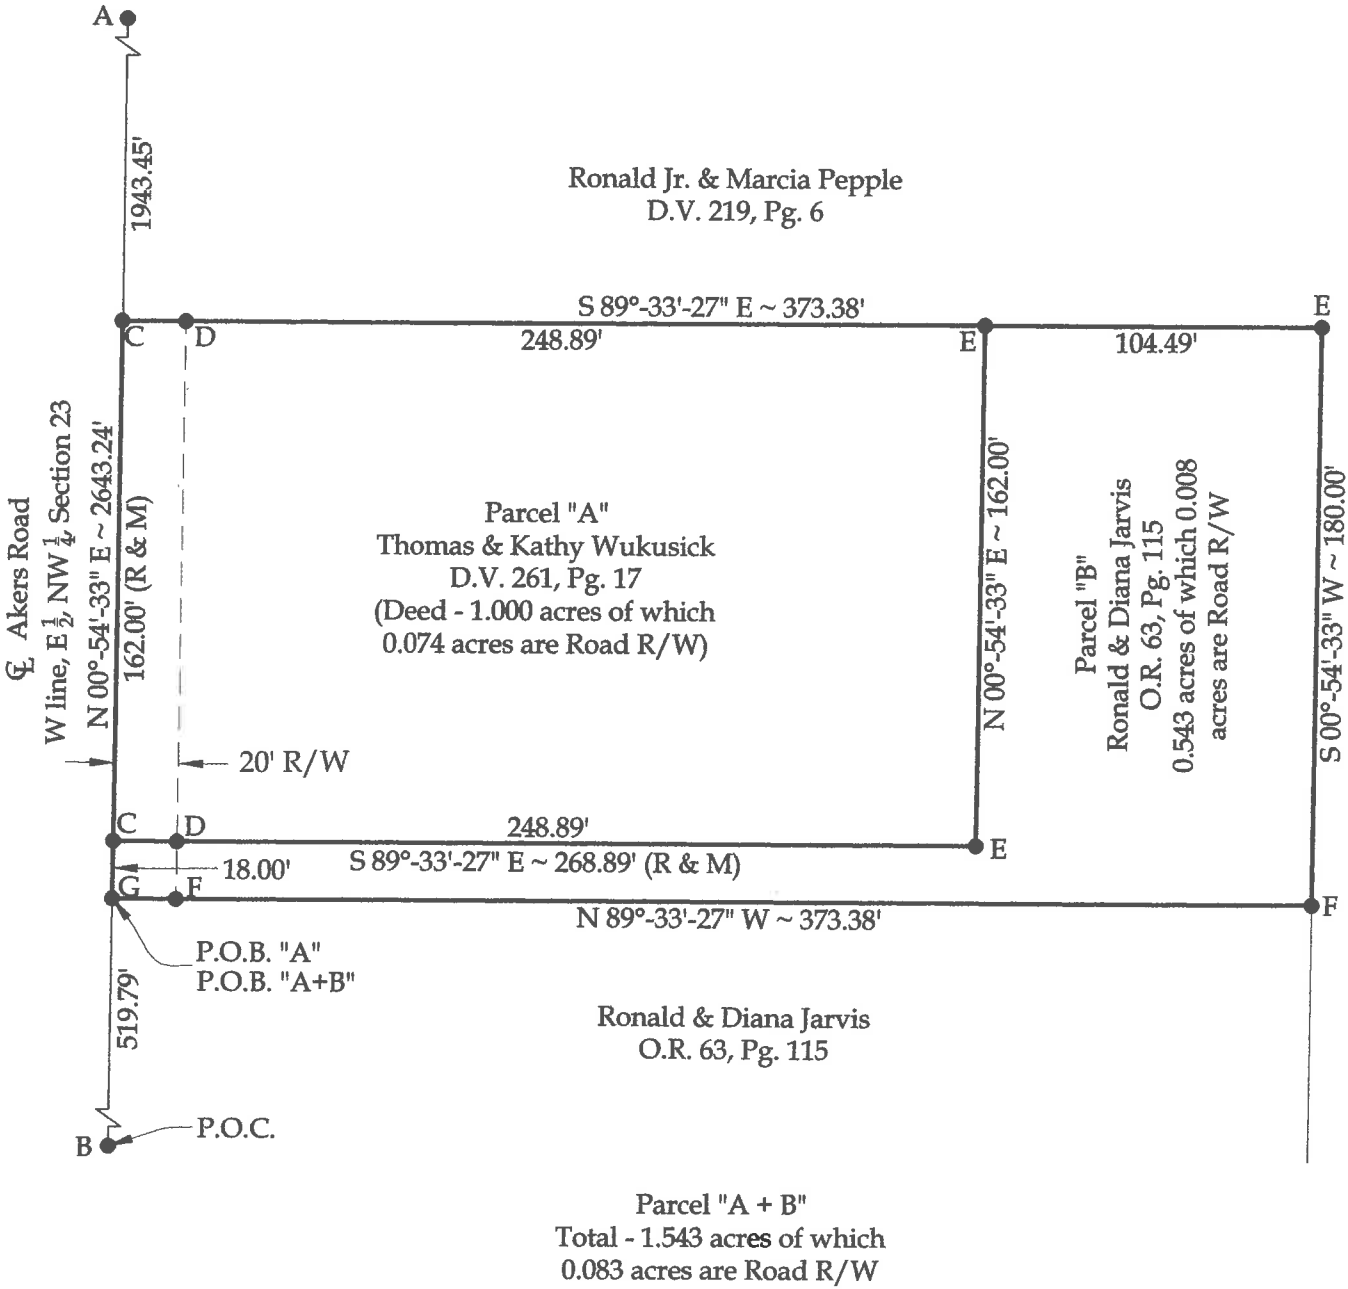 A
1943.45'
Ronald Jr. & Marcia Pepple
D.V. 219, Pg. 6
S 89°-33'-27" E ~ 373.38'
E
C
D
248.89'
E
104.49'
℄ Akers Road
W line, E 1/2, NW 1/4, Section 23
N 00°-54'-33" E ~ 2643.24'
162.00' (R & M)
Parcel "A"
Thomas & Kathy Wukusick
D.V. 261, Pg. 17
(Deed - 1.000 acres of which
0.074 acres are Road R/W)
N 00°-54'-33" E ~ 162.00'
Parcel "B"
Ronald & Diana Jarvis
O.R. 63, Pg. 115
0.543 acres of which 0.008
acres are Road R/W
S 00°-54'-33" W ~ 180.00'
20' R/W
C
D
248.89'
E
S 89°-33'-27" E ~ 268.89' (R & M)
18.00'
G
F
N 89°-33'-27" W ~ 373.38'
F
P.O.B. "A"
P.O.B. "A+B"
519.79'
Ronald & Diana Jarvis
O.R. 63, Pg. 115
B
P.O.C.
Parcel "A + B"
Total - 1.543 acres of which
0.083 acres are Road R/W